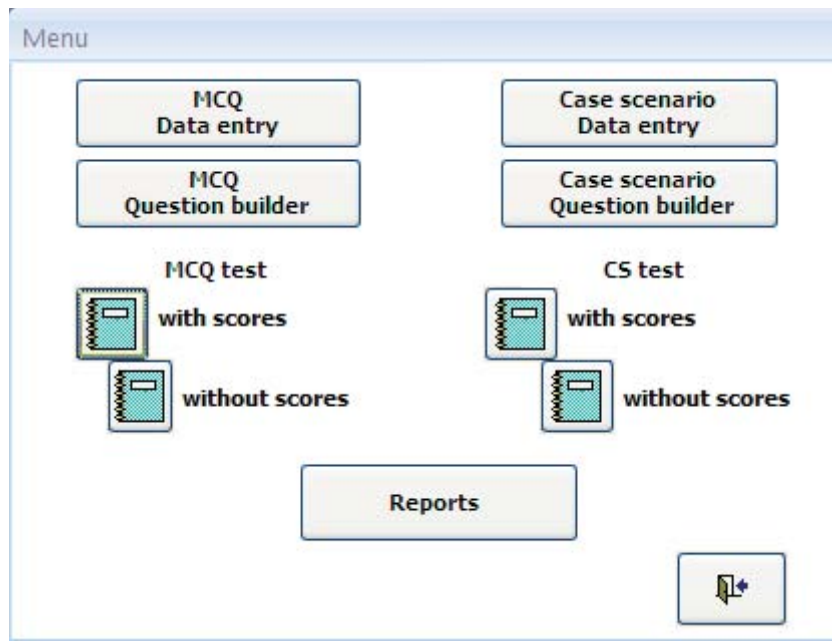 Menu
MCQ
Data entry
Case scenario
Data entry
MCQ
Question builder
Case scenario
Question builder
MCQ test
CS test
with scores
with scores
without scores
without scores
Reports